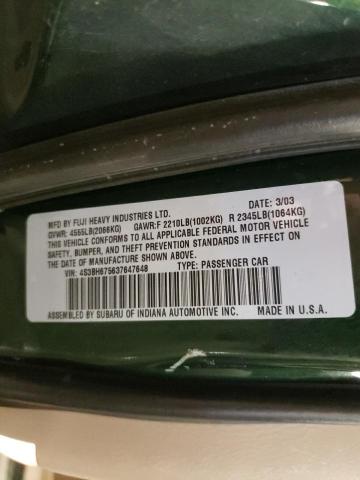 MFD BY FUJI HEAVY INDUSTRIES LTD. DATE: 3/03
GVWR: 4555LB(2066KG) GAWR:F 2210LB(1002KG) R 2345LB(1064KG)
THIS VEHICLE CONFORMS TO ALL APPLICABLE FEDERAL MOTOR VEHICLE
SAFETY, BUMPER, AND THEFT PREVENTION STANDARDS IN EFFECT ON
THE DATE OF MANUFACTURE SHOWN ABOVE.
VIN: 4S3BH675637647648 TYPE: PASSENGER CAR
ASSEMBLED BY SUBARU OF INDIANA AUTOMOTIVE INC. MADE IN U.S.A.